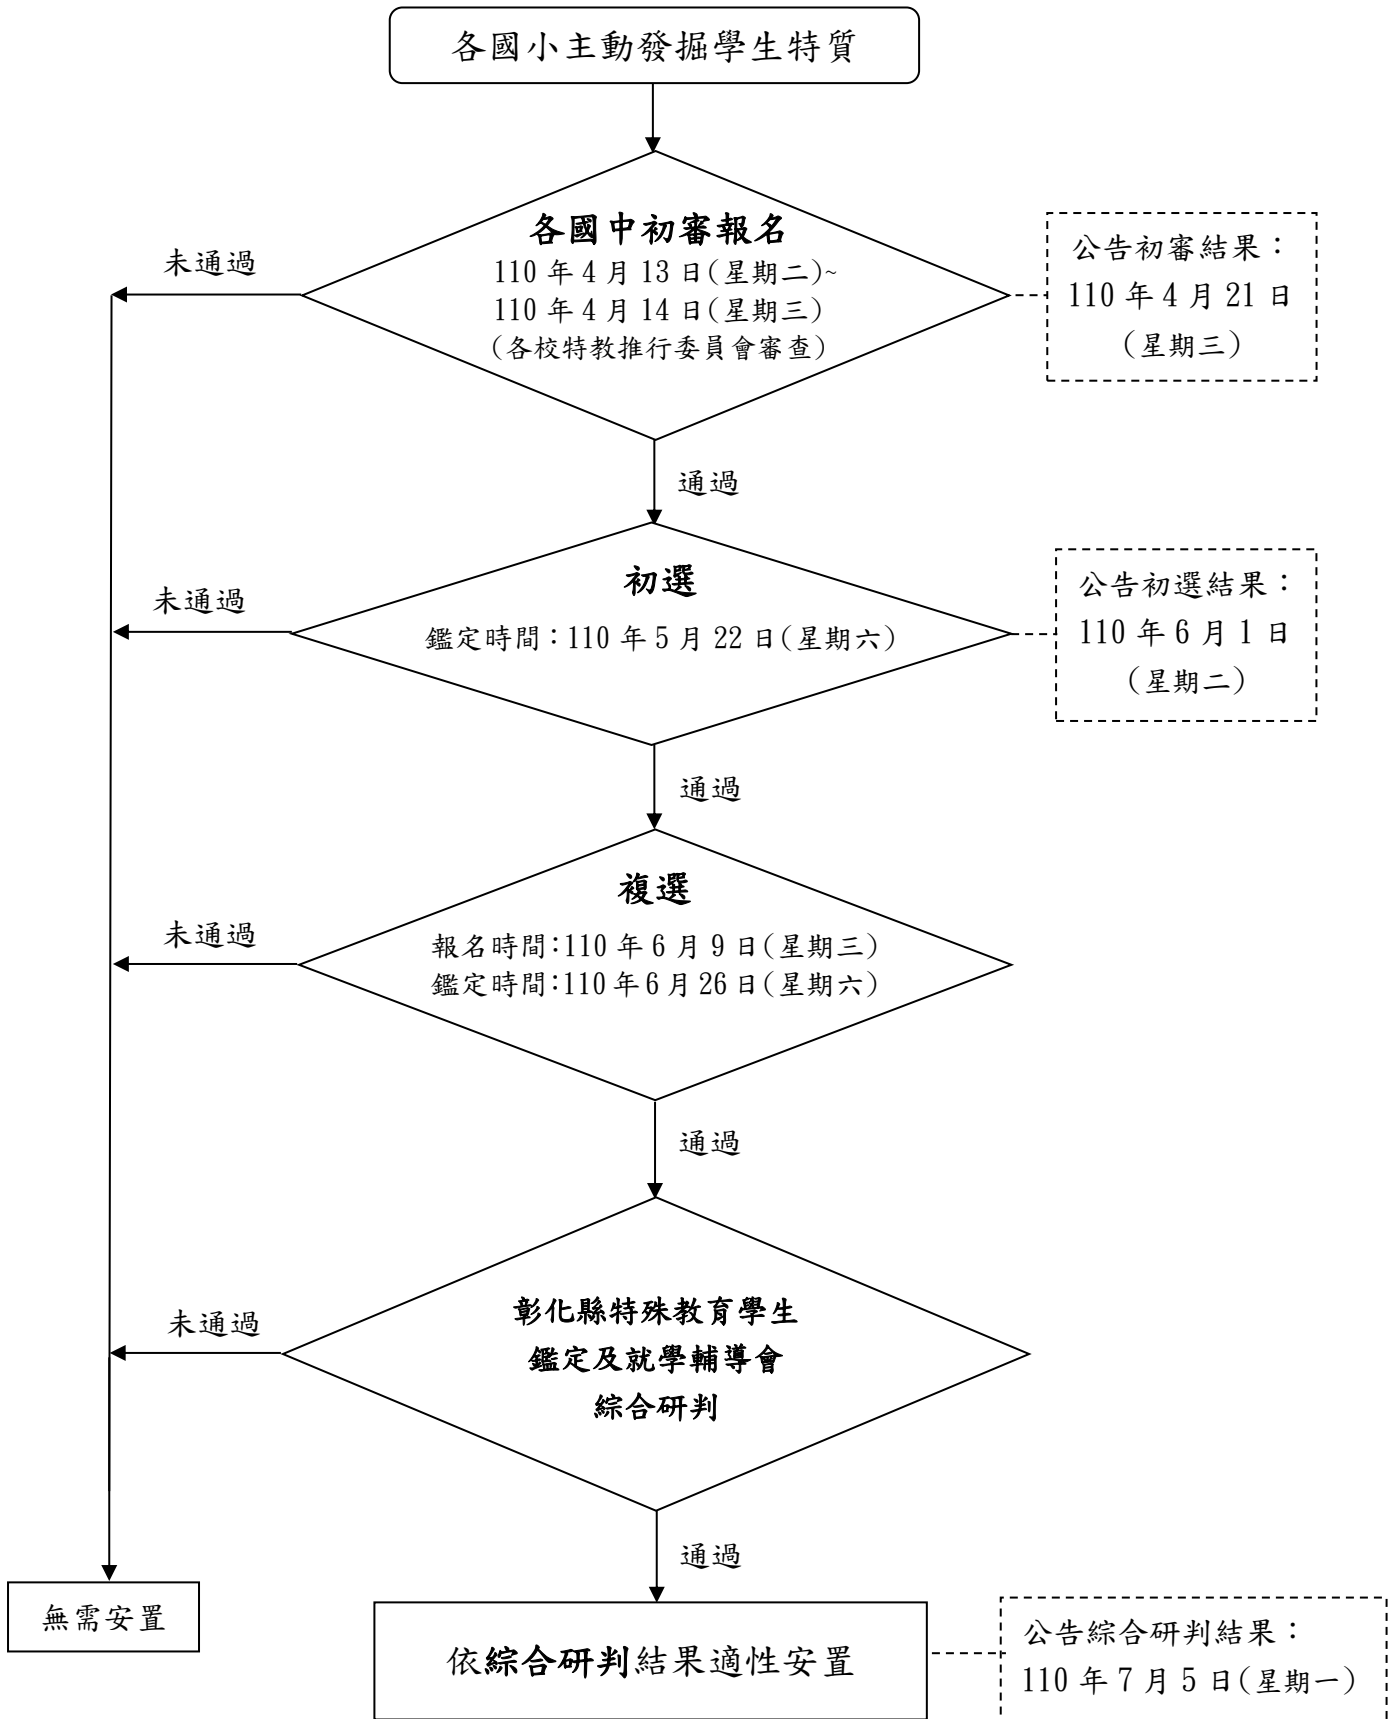 各國小主動發掘學生特質
各國中初審報名
110 年 4 月 13 日(星期二)~
110 年 4 月 14 日(星期三)
(各校特教推行委員會審查)
未通過
公告初審結果：
110 年 4 月 21 日
(星期三)
通過
初選
鑑定時間：110 年 5 月 22 日(星期六)
未通過
公告初選結果：
110 年 6 月 1 日
(星期二)
通過
複選
報名時間:110 年 6 月 9 日(星期三)
鑑定時間:110 年 6 月 26 日(星期六)
未通過
通過
彰化縣特殊教育學生
鑑定及就學輔導會
綜合研判
未通過
通過
無需安置
依綜合研判結果適性安置
公告綜合研判結果：
110 年 7 月 5 日(星期一)